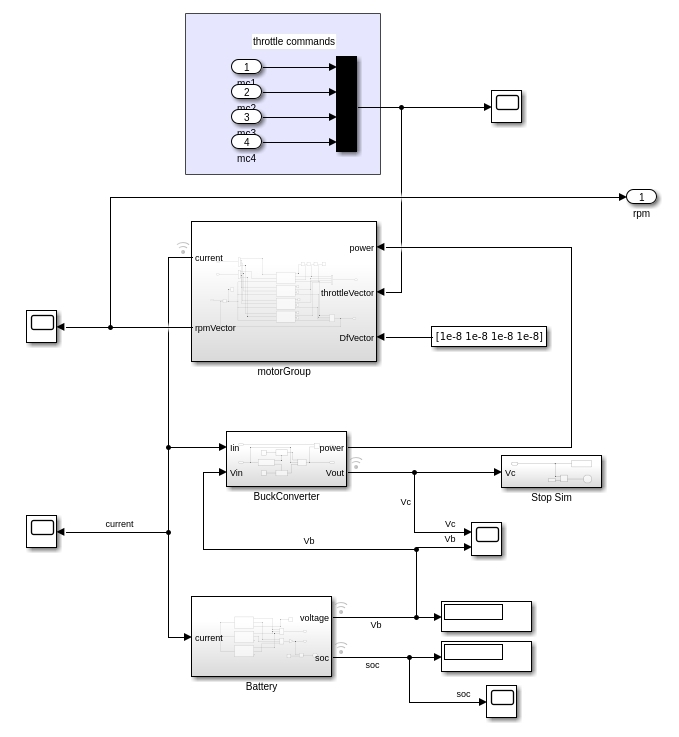 throttle commands
1
mc1
2
mc2
3
mc3
4
mc4
1
rpm
current
power
throttleVector
rpmVector
DfVector
[1e-8 1e-8 1e-8 1e-8]
motorGroup
Iin
power
Vin
Vout
BuckConverter
Vc
Stop Sim
Vc
current
Vc
Vb
Vb
voltage
Vb
current
soc
soc
Battery
soc